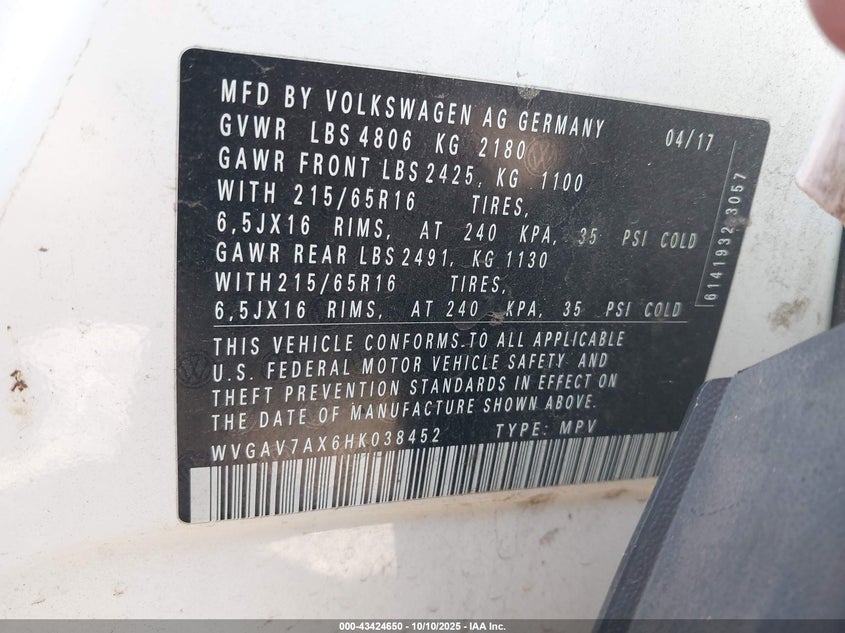 MFD BY VOLKSWAGEN AG GERMANY 04/17
GVWR LBS 4806 KG 2180
GAWR FRONT LBS 2425, KG 1100
WITH 215/65R16 TIRES,
6,5JX16 RIMS, AT 240 KPA, 35 PSI COLD
GAWR REAR LBS 2491, KG 1130
WITH215/65R16 TIRES,
6,5JX16 RIMS, AT 240 KPA, 35 PSI COLD
THIS VEHICLE CONFORMS TO ALL APPLICABLE
U.S. FEDERAL MOTOR VEHICLE SAFETY AND
THEFT PREVENTION STANDARDS IN EFFECT ON
THE DATE OF MANUFACTURE SHOWN ABOVE.
WVGAV7AX6HK038452 TYPE: MPV
6141932 3057
000-43424650 - 10/10/2025 - IAA Inc.